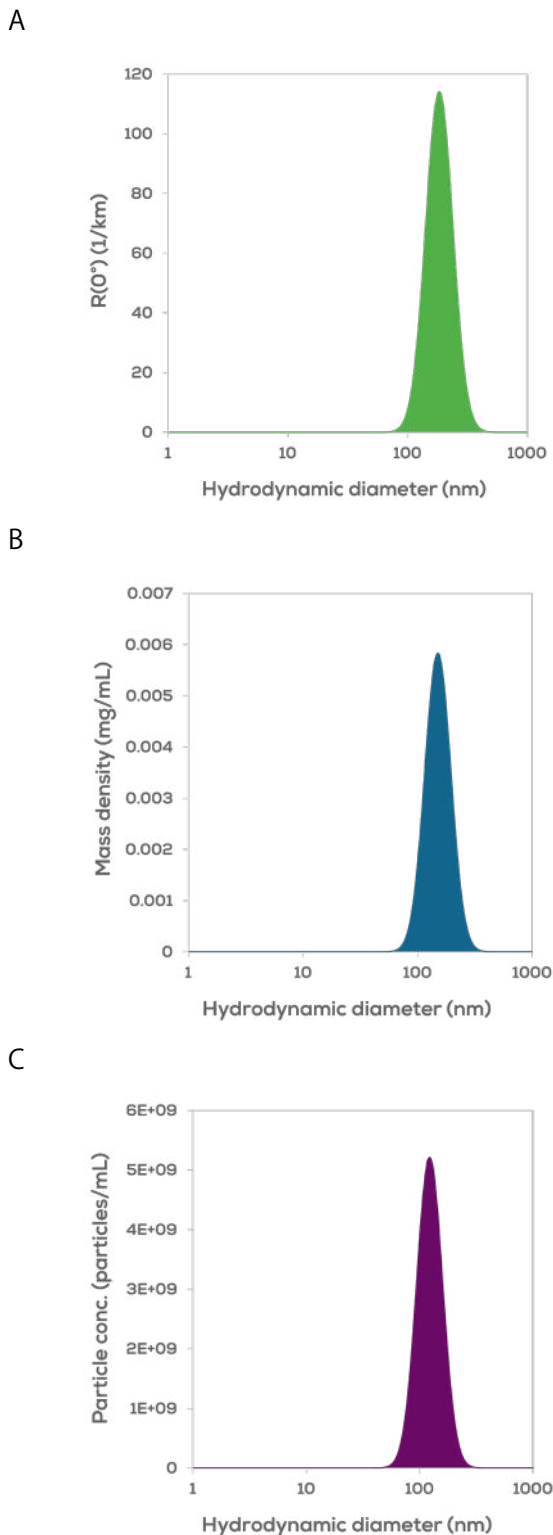 A
120
100
80
60
40
20
0
R(0°) (1/km)
1 10 100 1000
Hydrodynamic diameter (nm)
B
0.007
0.006
0.005
0.004
0.003
0.002
0.001
0
Mass density (mg/mL)
1 10 100 1000
Hydrodynamic diameter (nm)
C
6E+09
5E+09
4E+09
3E+09
2E+09
1E+09
0
Particle conc. (particles/mL)
1 10 100 1000
Hydrodynamic diameter (nm)